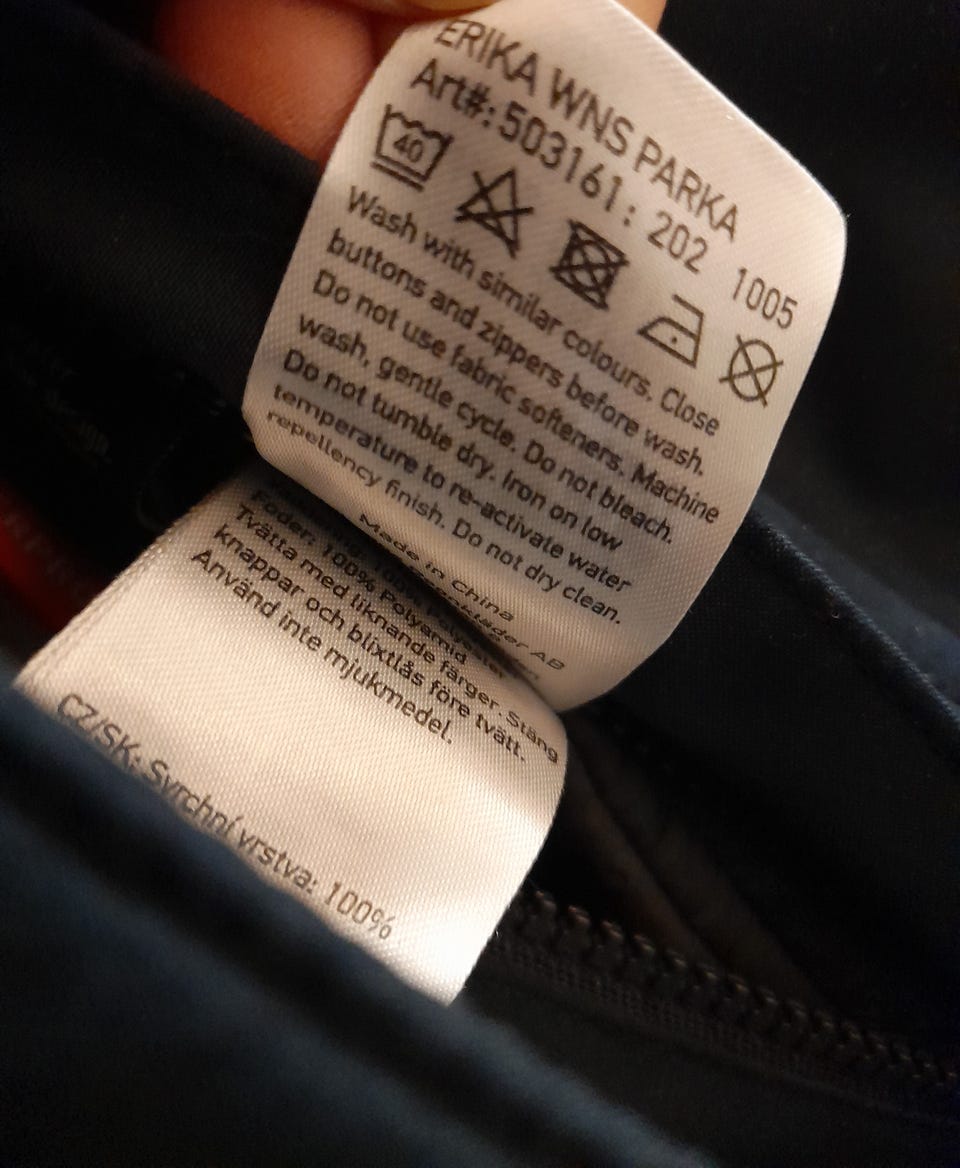 ERIKA WNS PARKA
Art#: 503161 : 202 1005
40
Wash with similar colours. Close
buttons and zippers before wash.
Do not use fabric softeners. Machine
wash, gentle cycle. Do not bleach.
Do not tumble dry. Iron on low
temperature to re-activate water
repellency finish. Do not dry clean.
Made in China
AB
Foder: 100% Polyamid
Tvätta med liknande färger. Stäng
knappar och blixtlås före tvätt.
Använd inte mjukmedel.
CZ/SK: Svrchní vrstva: 100%